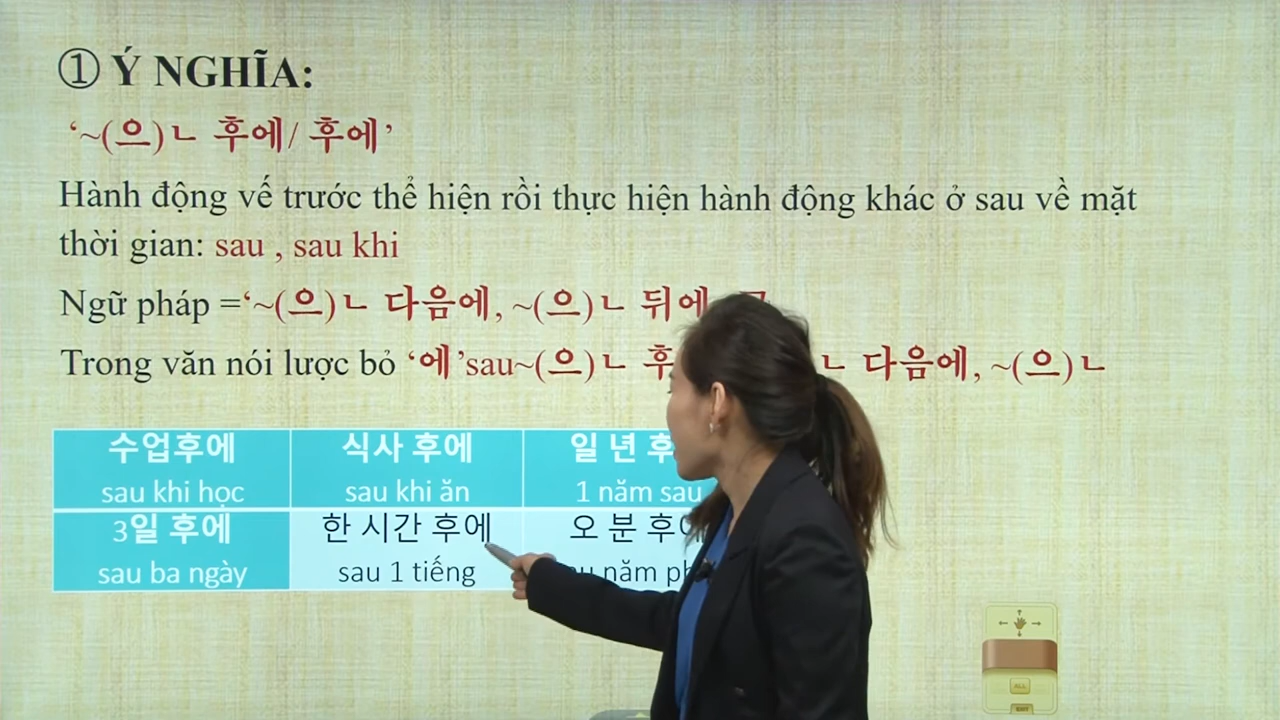 ① Ý NGHĨA:
‘~(으)ㄴ 후에/ 후에’
Hành động vế trước thể hiện rồi thực hiện hành động khác ở sau về mặt
thời gian: sau , sau khi
Ngữ pháp =‘~(으)ㄴ 다음에, ~(으)ㄴ 뒤에
Trong văn nói lược bỏ ‘에’sau~(으)ㄴ ㄴ 다음에, ~(으)ㄴ
수업후에 식사 후에 일 년
sau khi học sau khi ăn 1 năm sau
3일 후에 한 시간 후에 오 분 후에
sau ba ngày sau 1 tiếng năm
ALL
EXIT